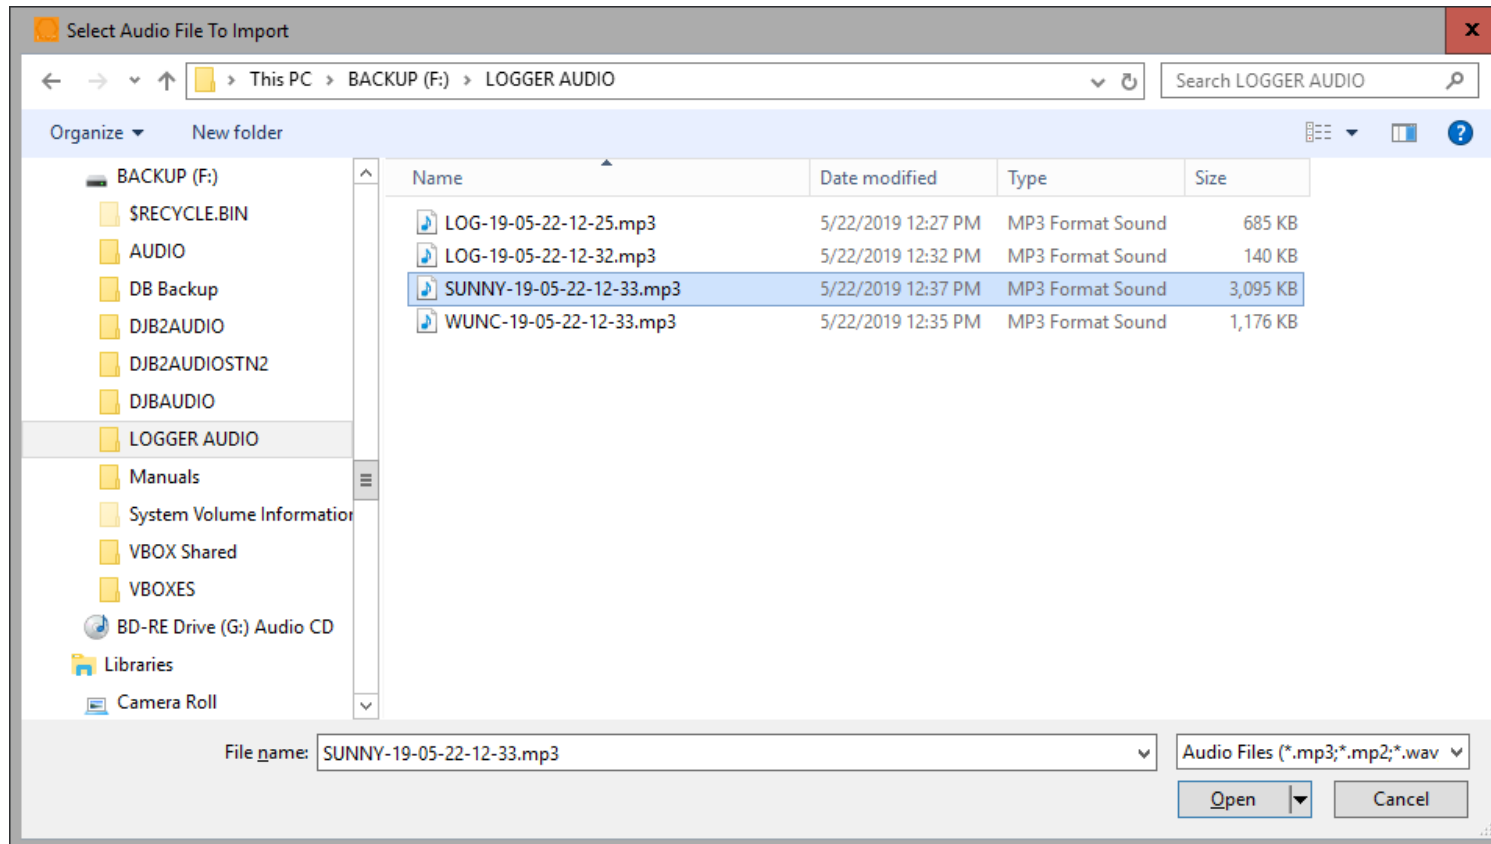 Select Audio File To Import
x
This PC > BACKUP (F:) > LOGGER AUDIO
Search LOGGER AUDIO
Organize New folder
?
Name Date modified Type Size
BACKUP (F:)
$RECYCLE.BIN
AUDIO
DB Backup
DJB2AUDIO
DJB2AUDIOSTN2
DJBAUDIO
LOGGER AUDIO
Manuals
System Volume Information
VBOX Shared
VBOXES
BD-RE Drive (G:) Audio CD
Libraries
Camera Roll
LOG-19-05-22-12-25.mp3 5/22/2019 12:27 PM MP3 Format Sound 685 KB
LOG-19-05-22-12-32.mp3 5/22/2019 12:32 PM MP3 Format Sound 140 KB
SUNNY-19-05-22-12-33.mp3 5/22/2019 12:37 PM MP3 Format Sound 3,095 KB
WUNC-19-05-22-12-33.mp3 5/22/2019 12:35 PM MP3 Format Sound 1,176 KB
File name: SUNNY-19-05-22-12-33.mp3
Audio Files (*.mp3;*.mp2;*.wav
Open Cancel